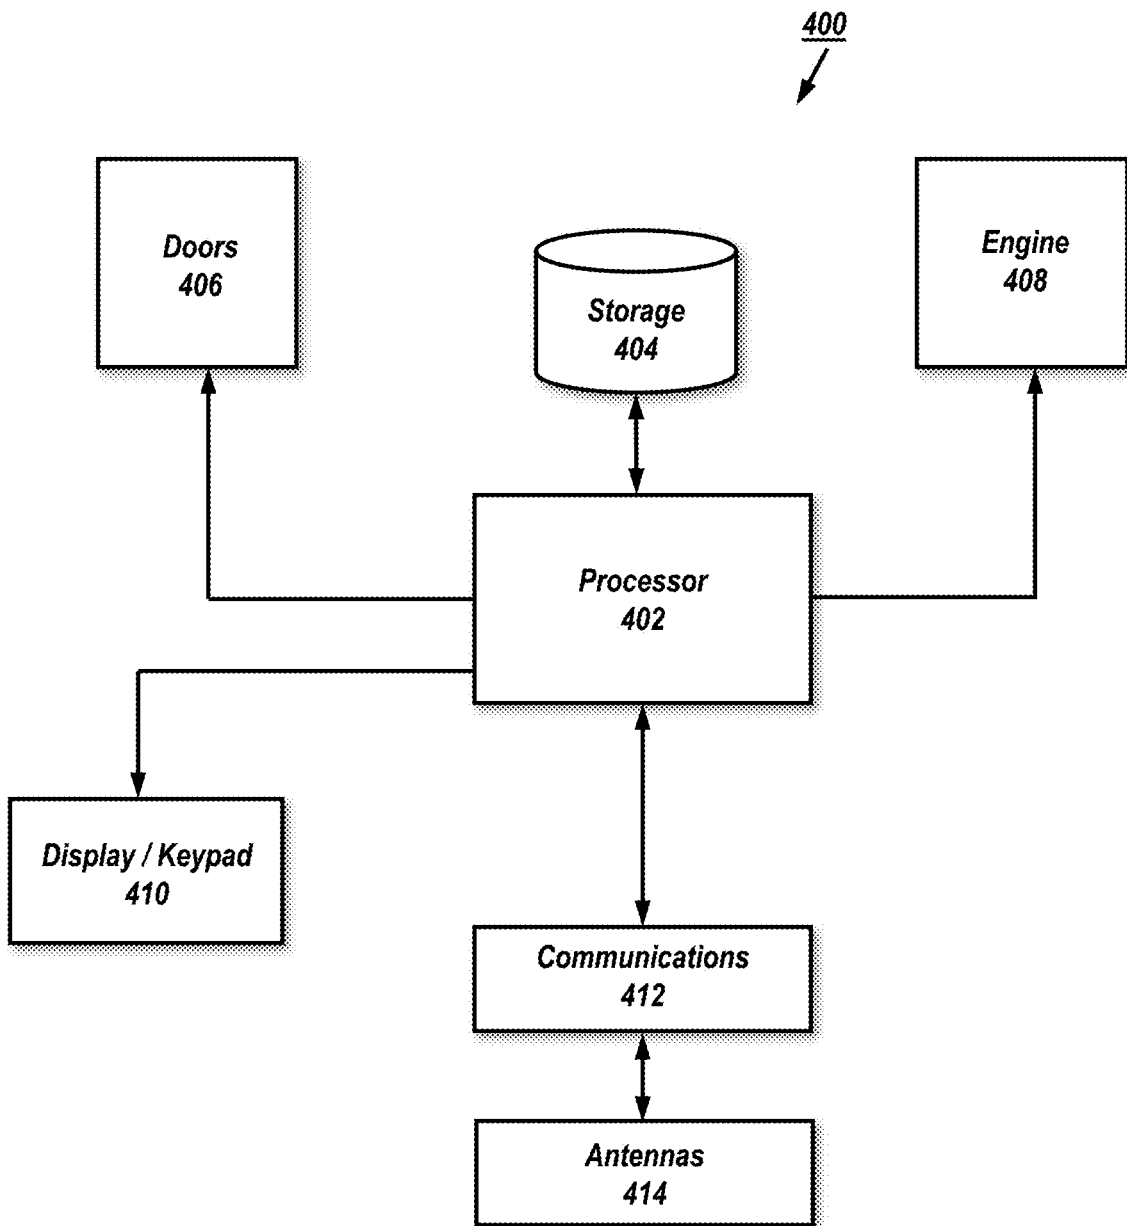 400
Doors
406
Storage
404
Engine
408
Processor
402
Display / Keypad
410
Communications
412
Antennas
414